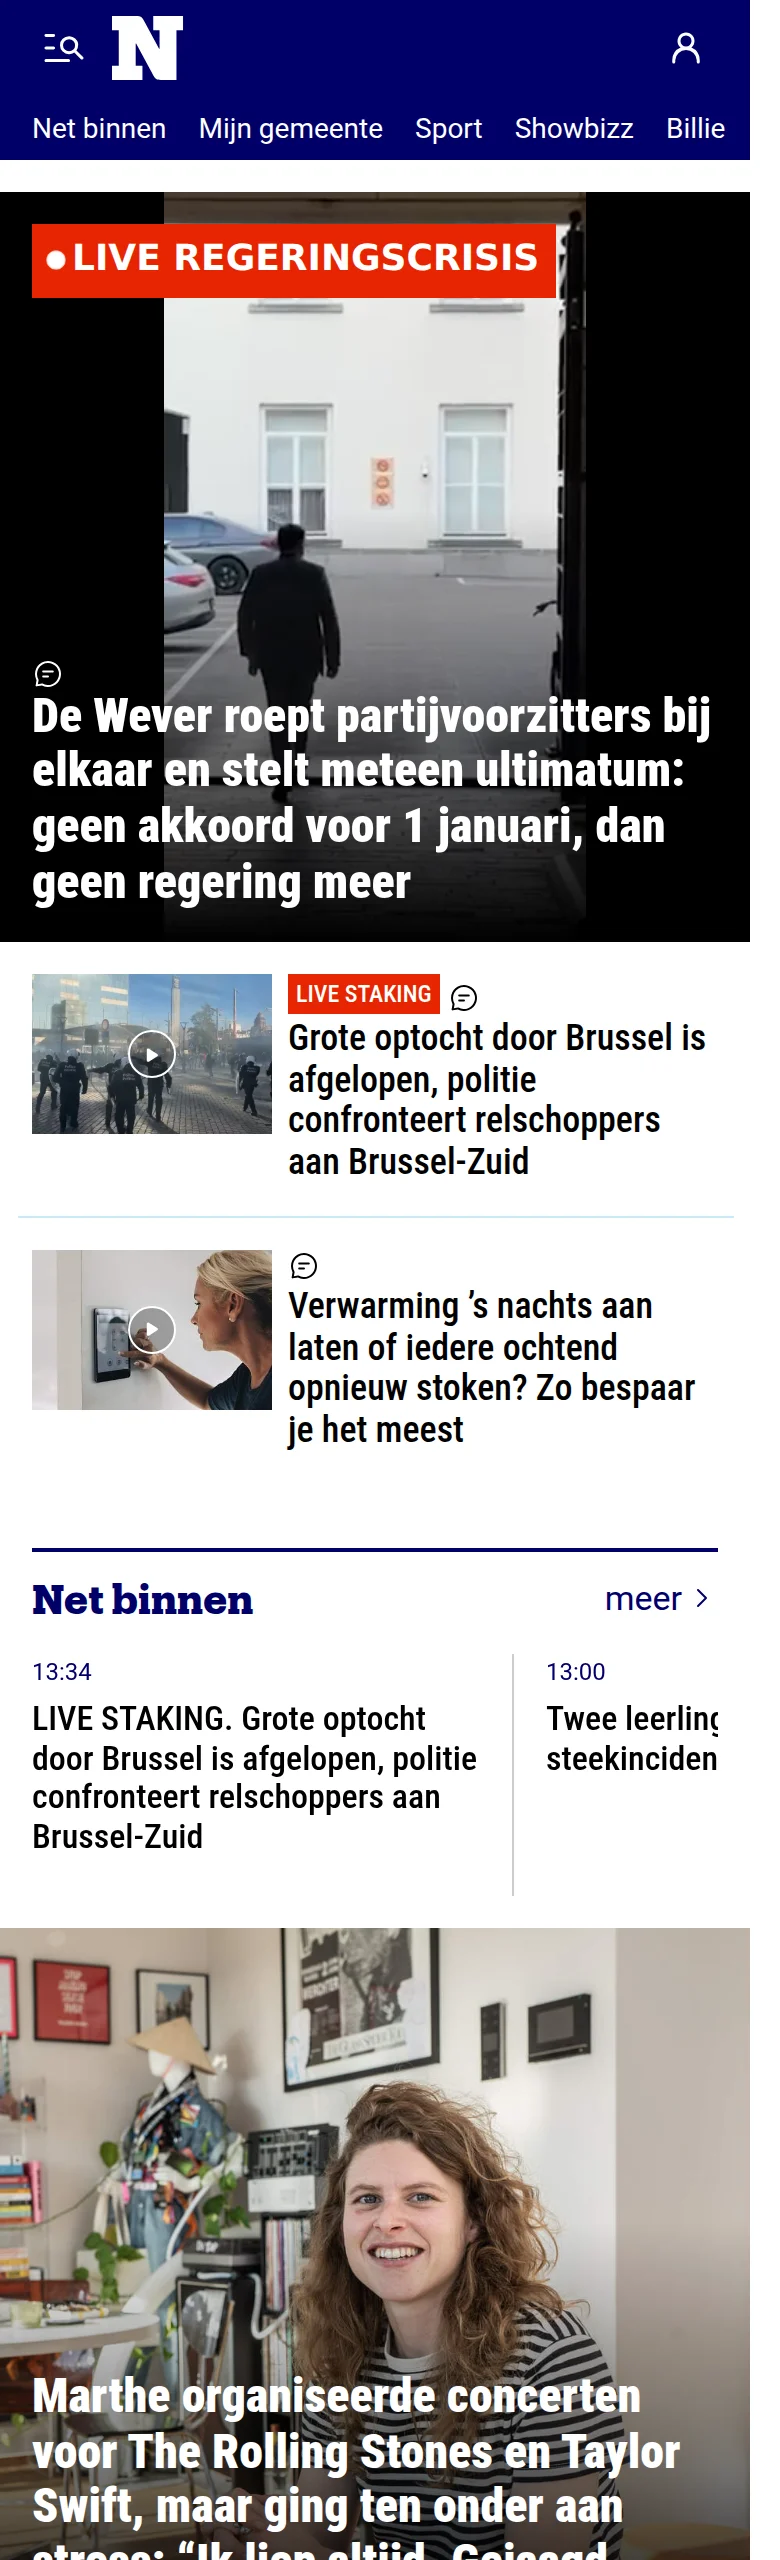 N
Net binnen Mijn gemeente Sport Showbizz Billie
LIVE REGERINGSCRISIS
De Wever roept partijvoorzitters bij
elkaar en stelt meteen ultimatum:
geen akkoord voor 1 januari, dan
geen regering meer
LIVE STAKING
Grote optocht door Brussel is
afgelopen, politie
confronteert relschoppers
aan Brussel-Zuid
Verwarming ’s nachts aan
laten of iedere ochtend
opnieuw stoken? Zo bespaar
je het meest
Net binnen meer
13:34
LIVE STAKING. Grote optocht
door Brussel is afgelopen, politie
confronteert relschoppers aan
Brussel-Zuid
13:00
Twee leerling
steekinciden
Marthe organiseerde concerten
voor The Rolling Stones en Taylor
Swift, maar ging ten onder aan
stress: “Ik liep altijd. Gejaagd